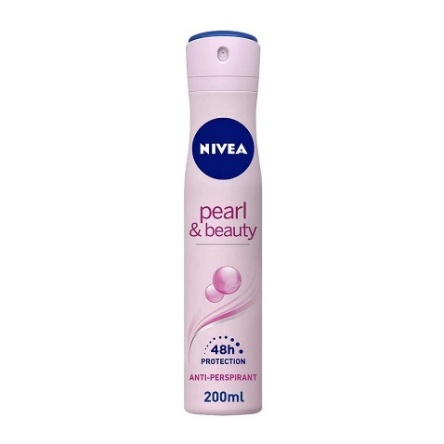 NIVEA
pearl
& beauty
48h
PROTECTION
ANTI-PERSPIRANT
200ml